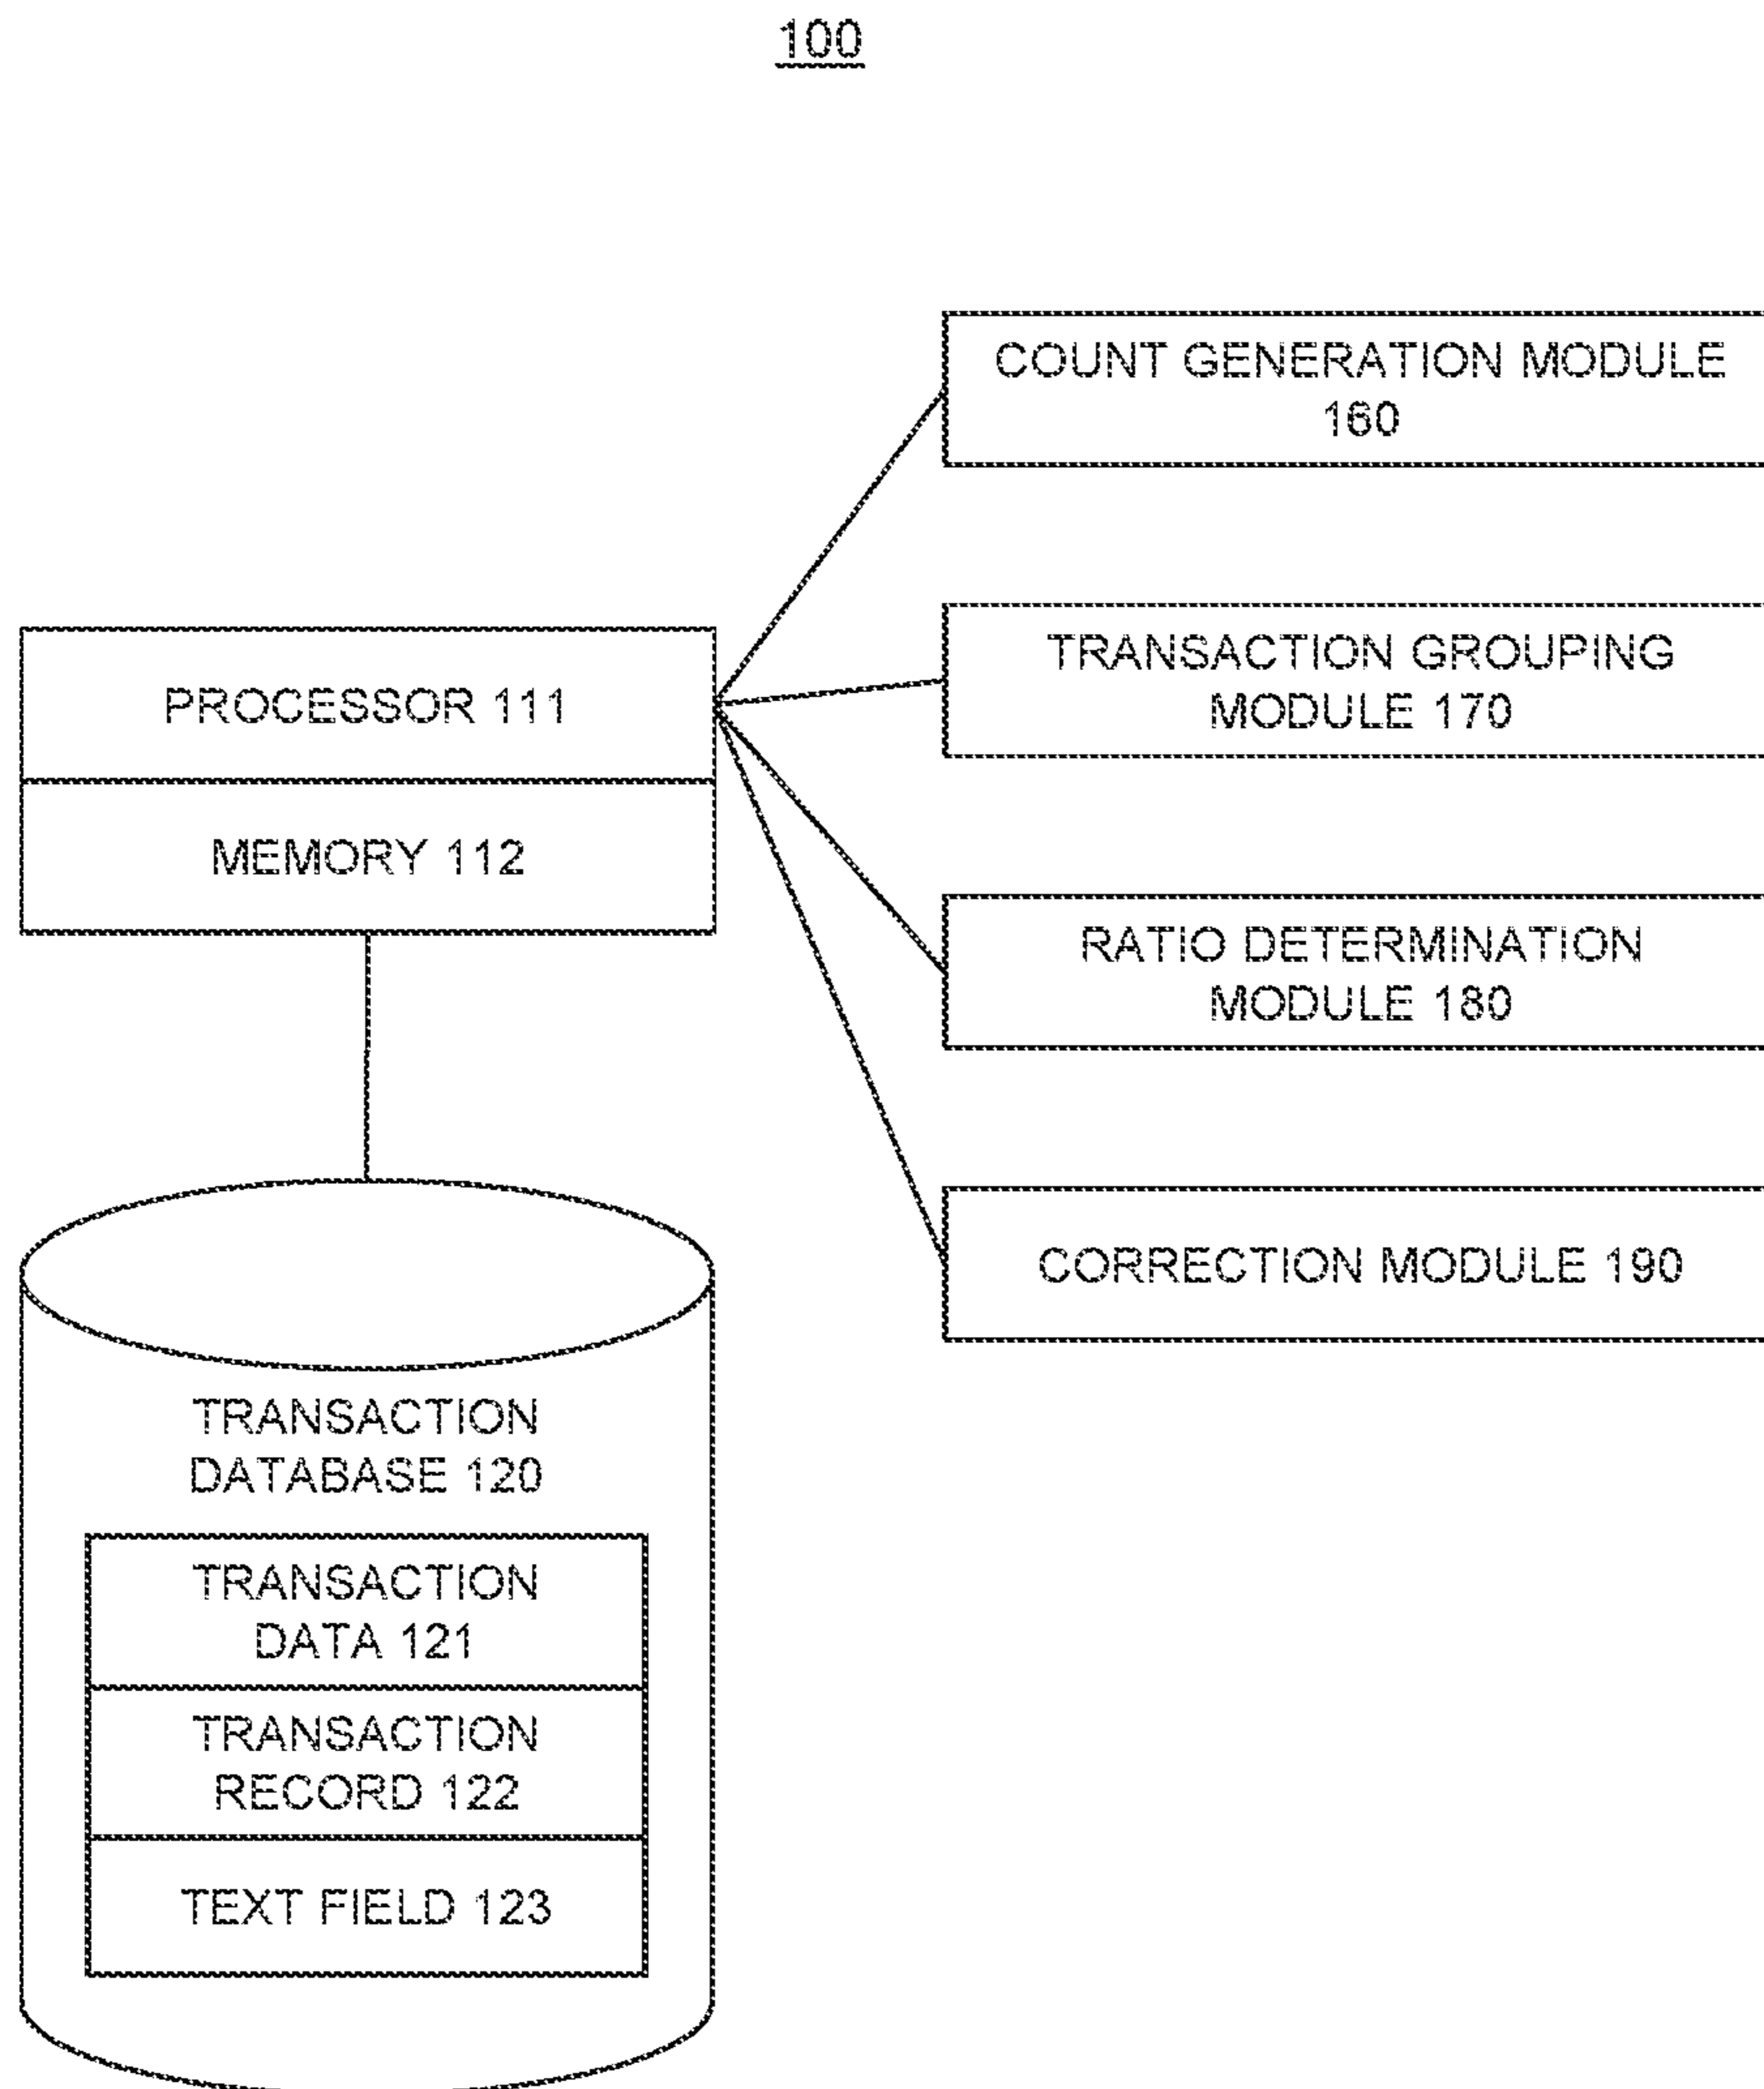 100
COUNT GENERATION MODULE
160
TRANSACTION GROUPING
MODULE 170
PROCESSOR 111
MEMORY 112
RATIO DETERMINATION
MODULE 180
CORRECTION MODULE 190
TRANSACTION
DATABASE 120
TRANSACTION
DATA 121
TRANSACTION
RECORD 122
TEXT FIELD 123